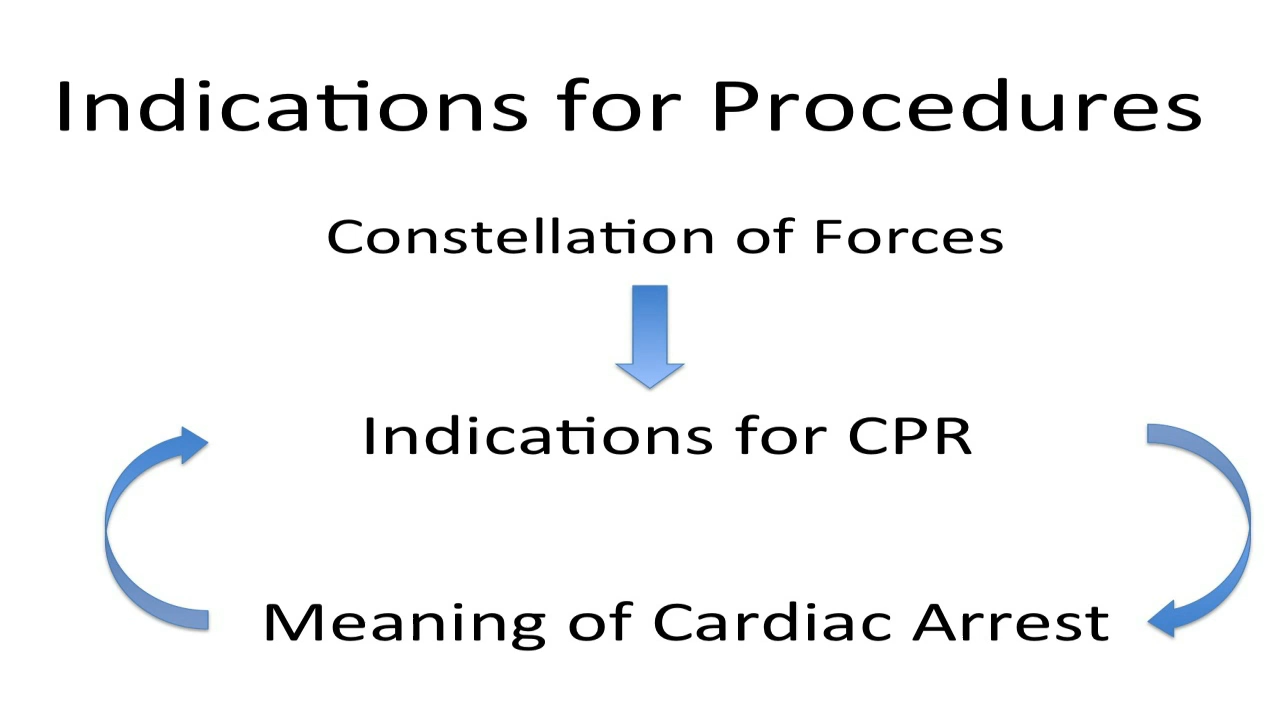 Indications for Procedures
Constellation of Forces
Indications for CPR
Meaning of Cardiac Arrest